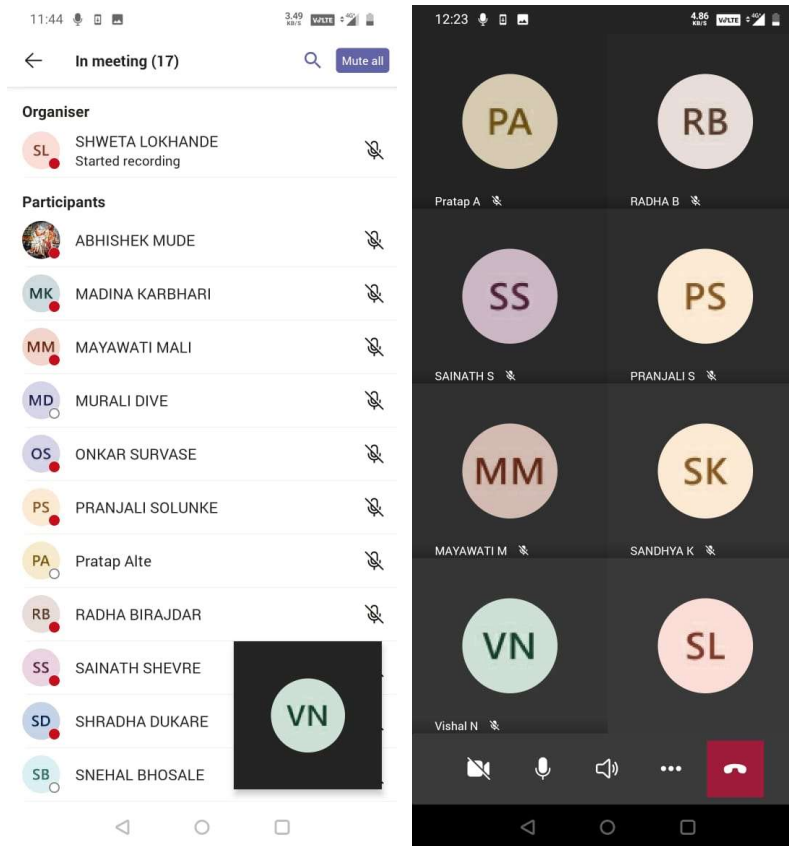 11:44
3.49
KB/S
VoLTE
4G+
In meeting (17)
Mute all
Organiser
SL
SHWETA LOKHANDE
Started recording
Participants
ABHISHEK MUDE
MK
MADINA KARBHARI
MM
MAYAWATI MALI
MD
MURALI DIVE
OS
ONKAR SURVASE
PS
PRANJALI SOLUNKE
PA
Pratap Alte
RB
RADHA BIRAJDAR
SS
SAINATH SHEVRE
SD
SHRADHA DUKARE
VN
SB
SNEHAL BHOSALE
12:23
4.86
KB/S
VoLTE
4G+
PA
RB
Pratap A
RADHA B
SS
PS
SAINATH S
PRANJALI S
MM
SK
MAYAWATI M
SANDHYA K
VN
SL
Vishal N